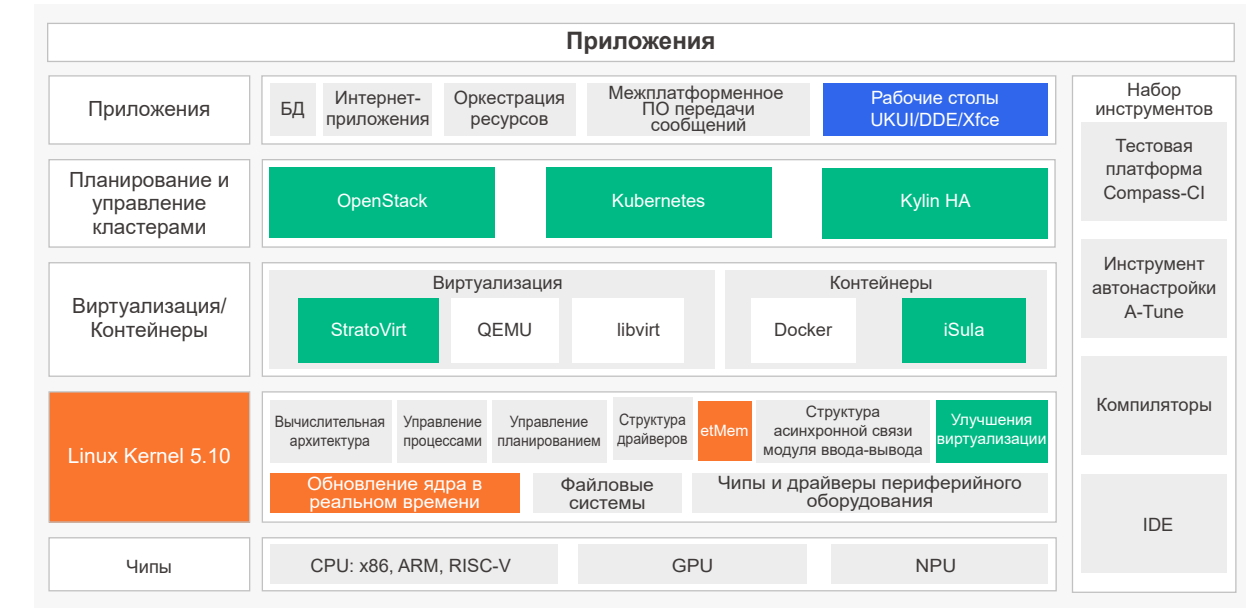 Приложения
Приложения
БД
Интернет-
приложения
Оркестрация
ресурсов
Межплатформенное
ПО передачи
сообщений
Рабочие столы
UKUI/DDE/Xfce
Планирование и
управление
кластерами
OpenStack
Kubernetes
Kylin HA
Виртуализация/
Контейнеры
Виртуализация
StratoVirt
QEMU
libvirt
Контейнеры
Docker
iSula
Linux Kernel 5.10
Вычислительная
архитектура
Управление
процессами
Управление
планированием
Структура
драйверов
etMem
Структура
асинхронной связи
модуля ввода-вывода
Улучшения
виртуализации
Обновление ядра в
реальном времени
Файловые
системы
Чипы и драйверы периферийного
оборудования
Чипы
CPU: x86, ARM, RISC-V
GPU
NPU
Набор
инструментов
Тестовая
платформа
Compass-CI
Инструмент
автонастройки
A-Tune
Компиляторы
IDE